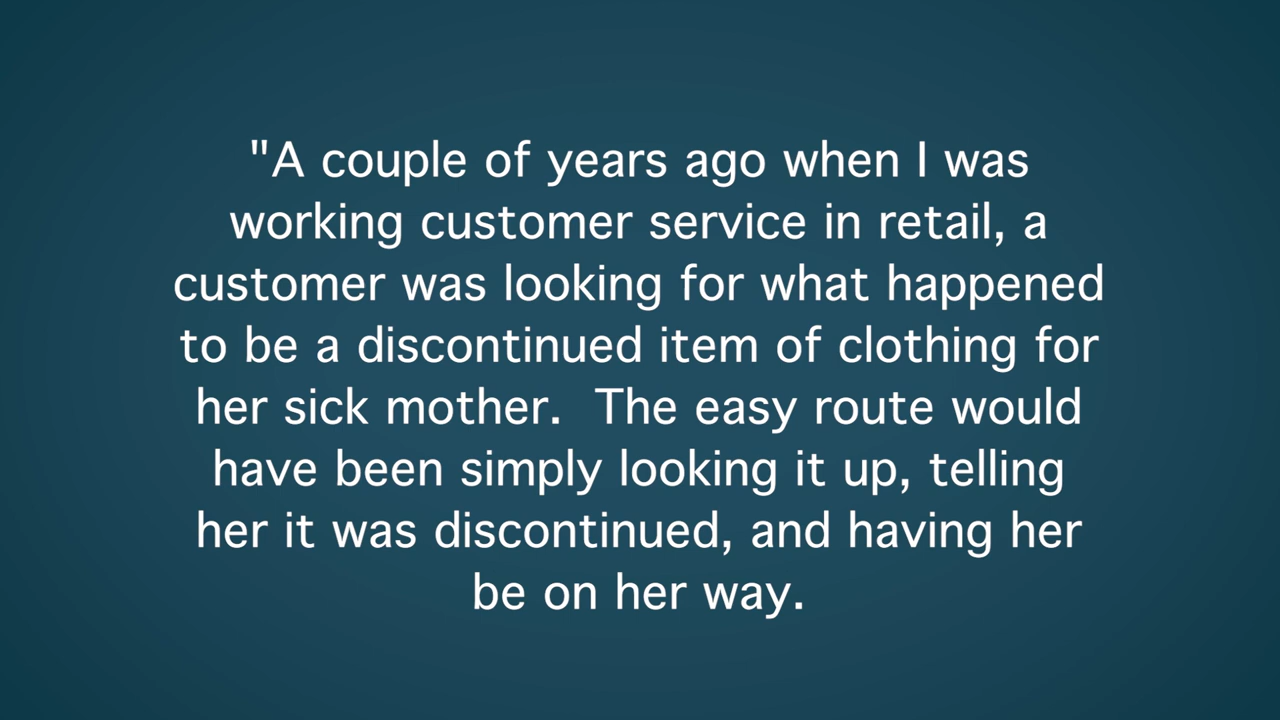 "A couple of years ago when I was
working customer service in retail, a
customer was looking for what happened
to be a discontinued item of clothing for
her sick mother.  The easy route would
have been simply looking it up, telling
her it was discontinued, and having her
be on her way.